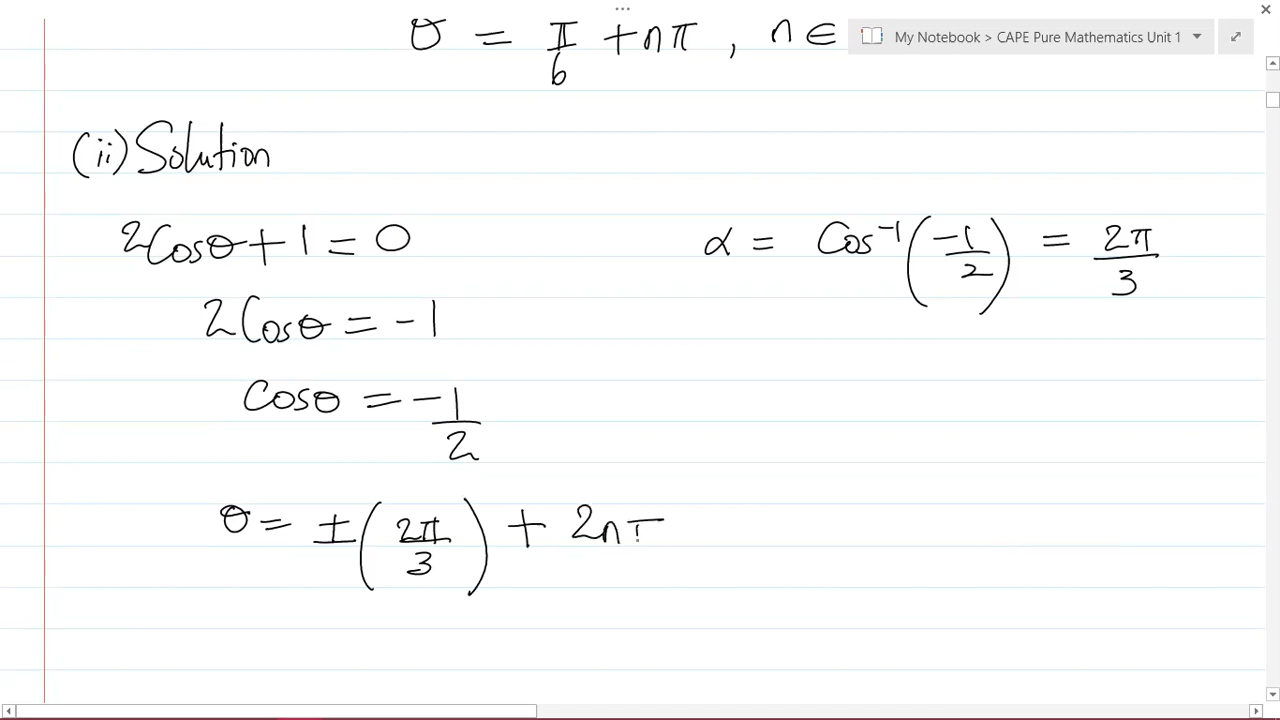 θ = π/6 + nπ , n ∈
My Notebook > CAPE Pure Mathematics Unit 1
(ii) Solution
2Cosθ + 1 = 0
α = Cos⁻¹(-1/2) = 2π/3
2Cosθ = -1
Cosθ = -1/2
θ = ±(2π/3) + 2nπ